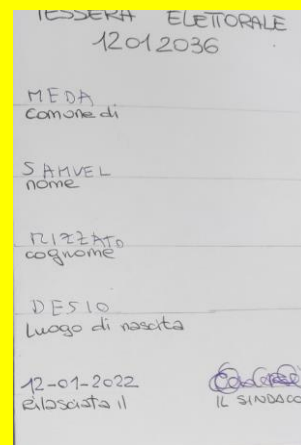 TESSERA ELETTORALE
12012036
MEDA
comune di
SAMUEL
nome
RIZZATO
cognome
DESIO
Luogo di nascita
12-01-2022
Rilasciata il
IL SINDACO